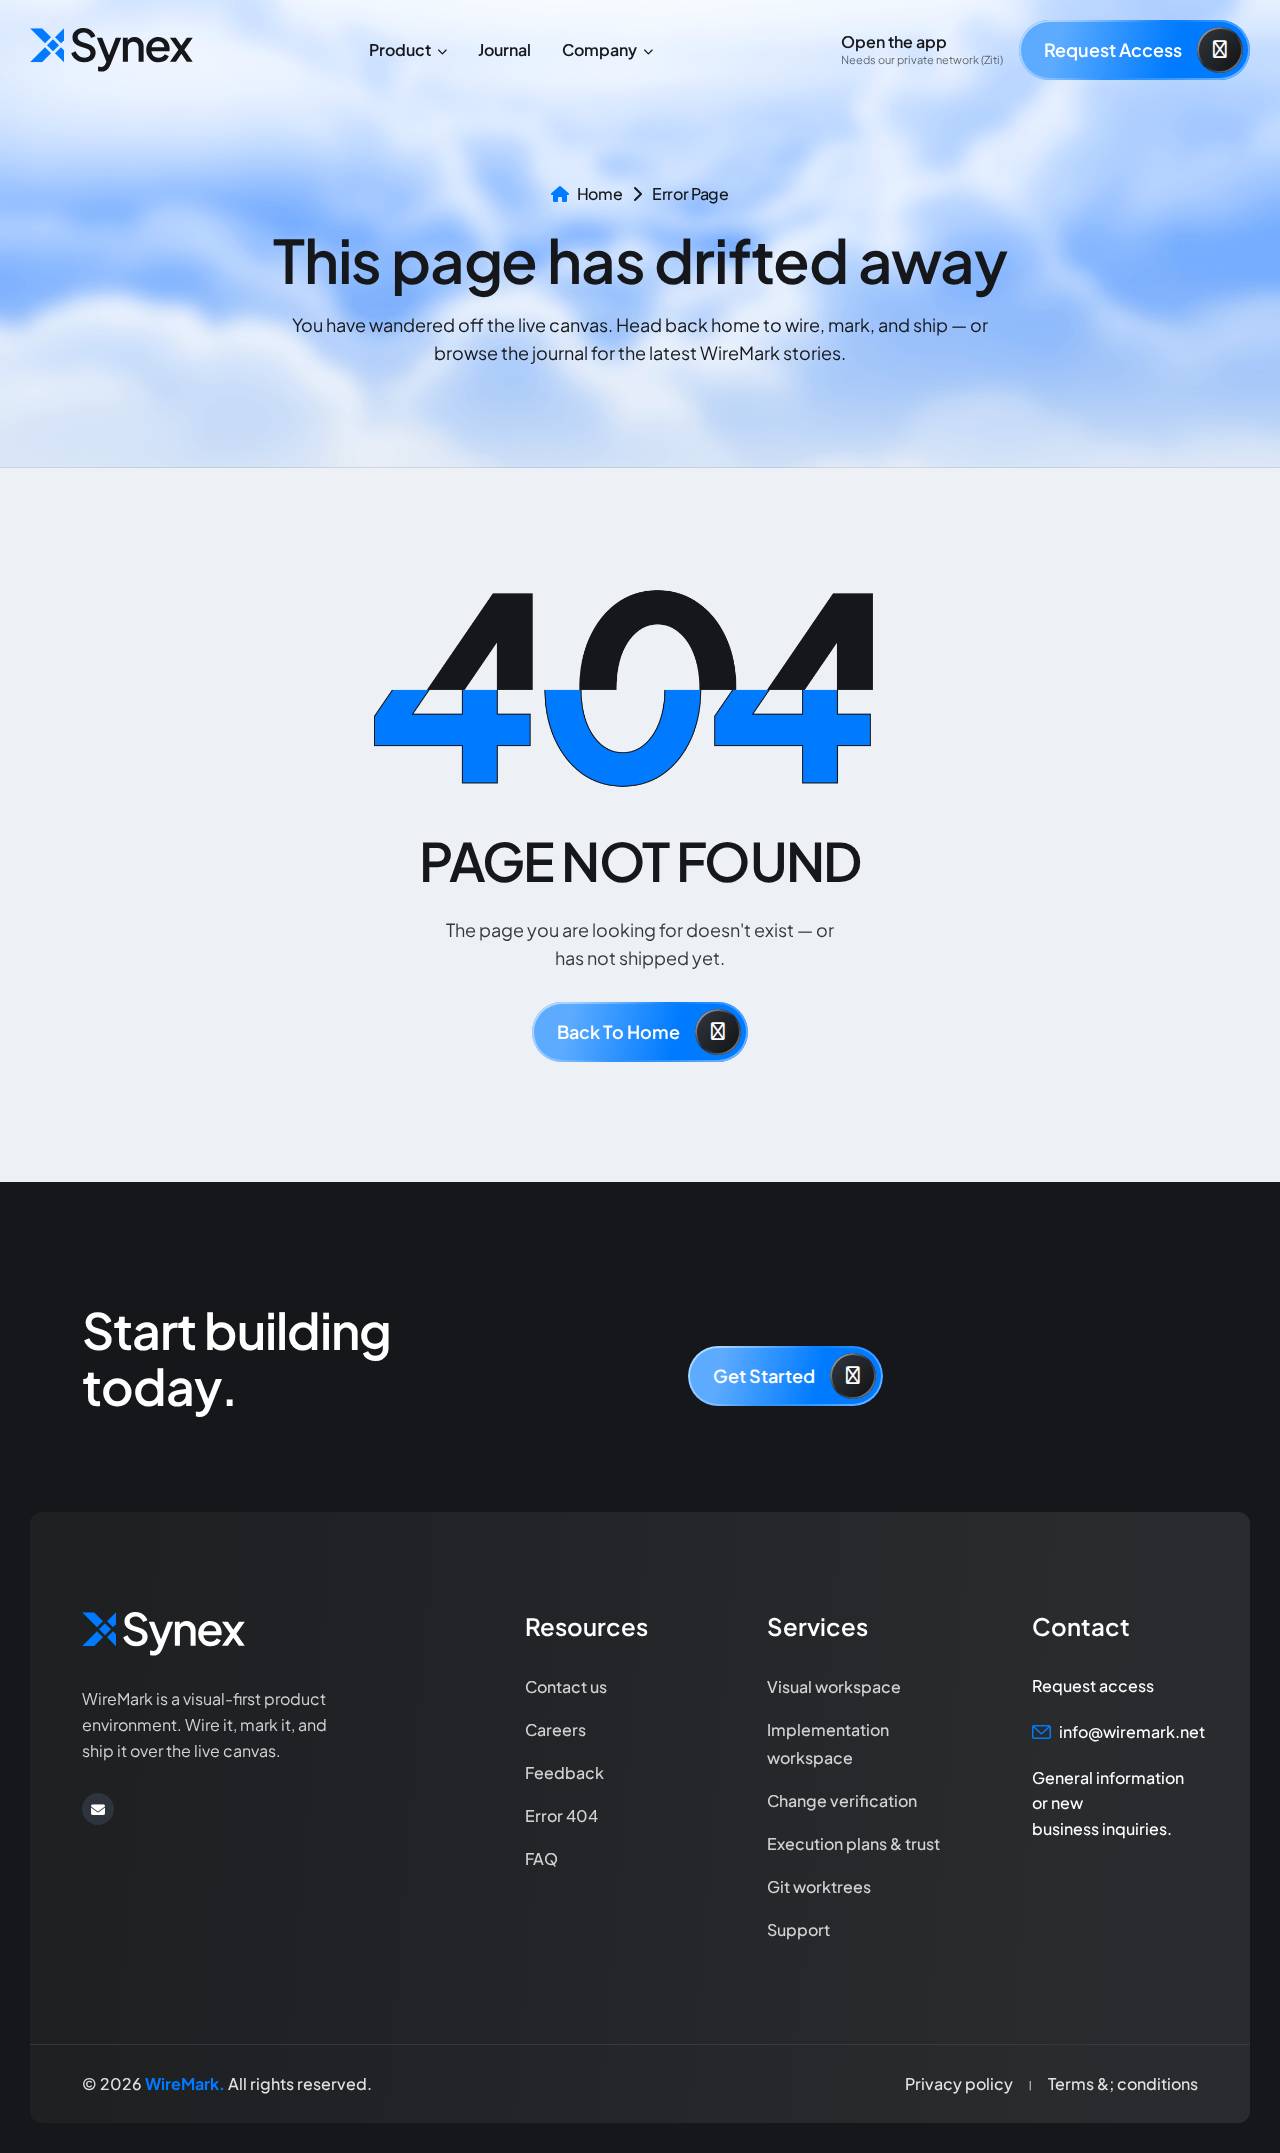 Synex
Product
Journal
Company
Open the app
Needs our private network (Ziti)
Request Access
Home
Error Page
This page has drifted away
You have wandered off the live canvas. Head back home to wire, mark, and ship — or
browse the journal for the latest WireMark stories.
404
PAGE NOT FOUND
The page you are looking for doesn't exist — or
has not shipped yet.
Back To Home
Start building
today.
Get Started
Synex
WireMark is a visual-first product
environment. Wire it, mark it, and
ship it over the live canvas.
Resources
Contact us
Careers
Feedback
Error 404
FAQ
Services
Visual workspace
Implementation
workspace
Change verification
Execution plans & trust
Git worktrees
Support
Contact
Request access
info@wiremark.net
General information
or new
business inquiries.
© 2026 WireMark. All rights reserved.
Privacy policy
Terms &; conditions